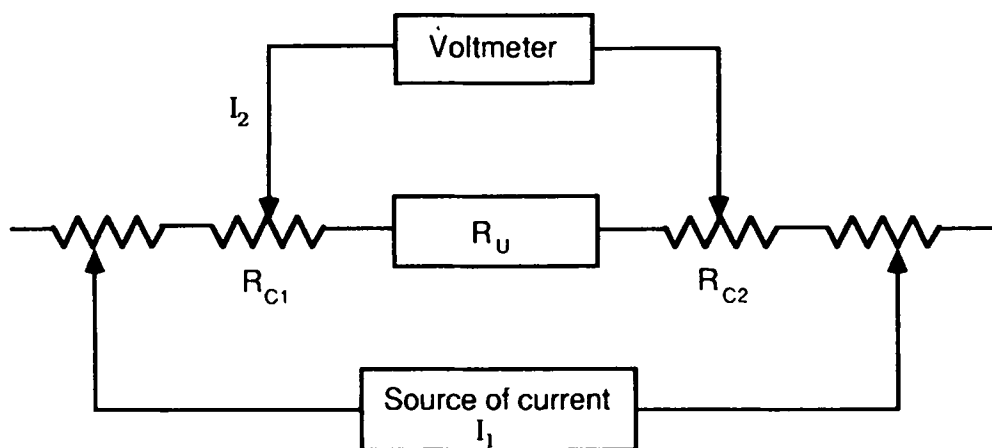 Voltmeter
I2
RU
RC1
RC2
Source of current
I1